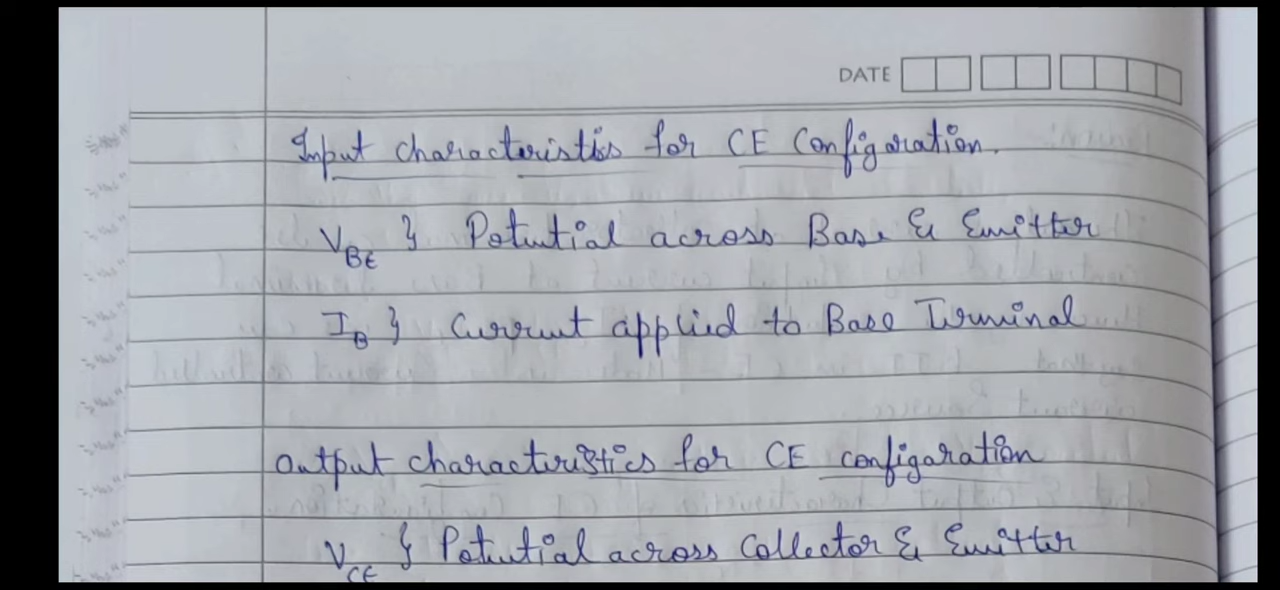 DATE
Input characteristics for CE Configaration.
VBE } Potential across Base & Emitter
IB } Current applied to Base Terminal
Output characteristics for CE configaration
VCE } Potential across Collector & Emitter